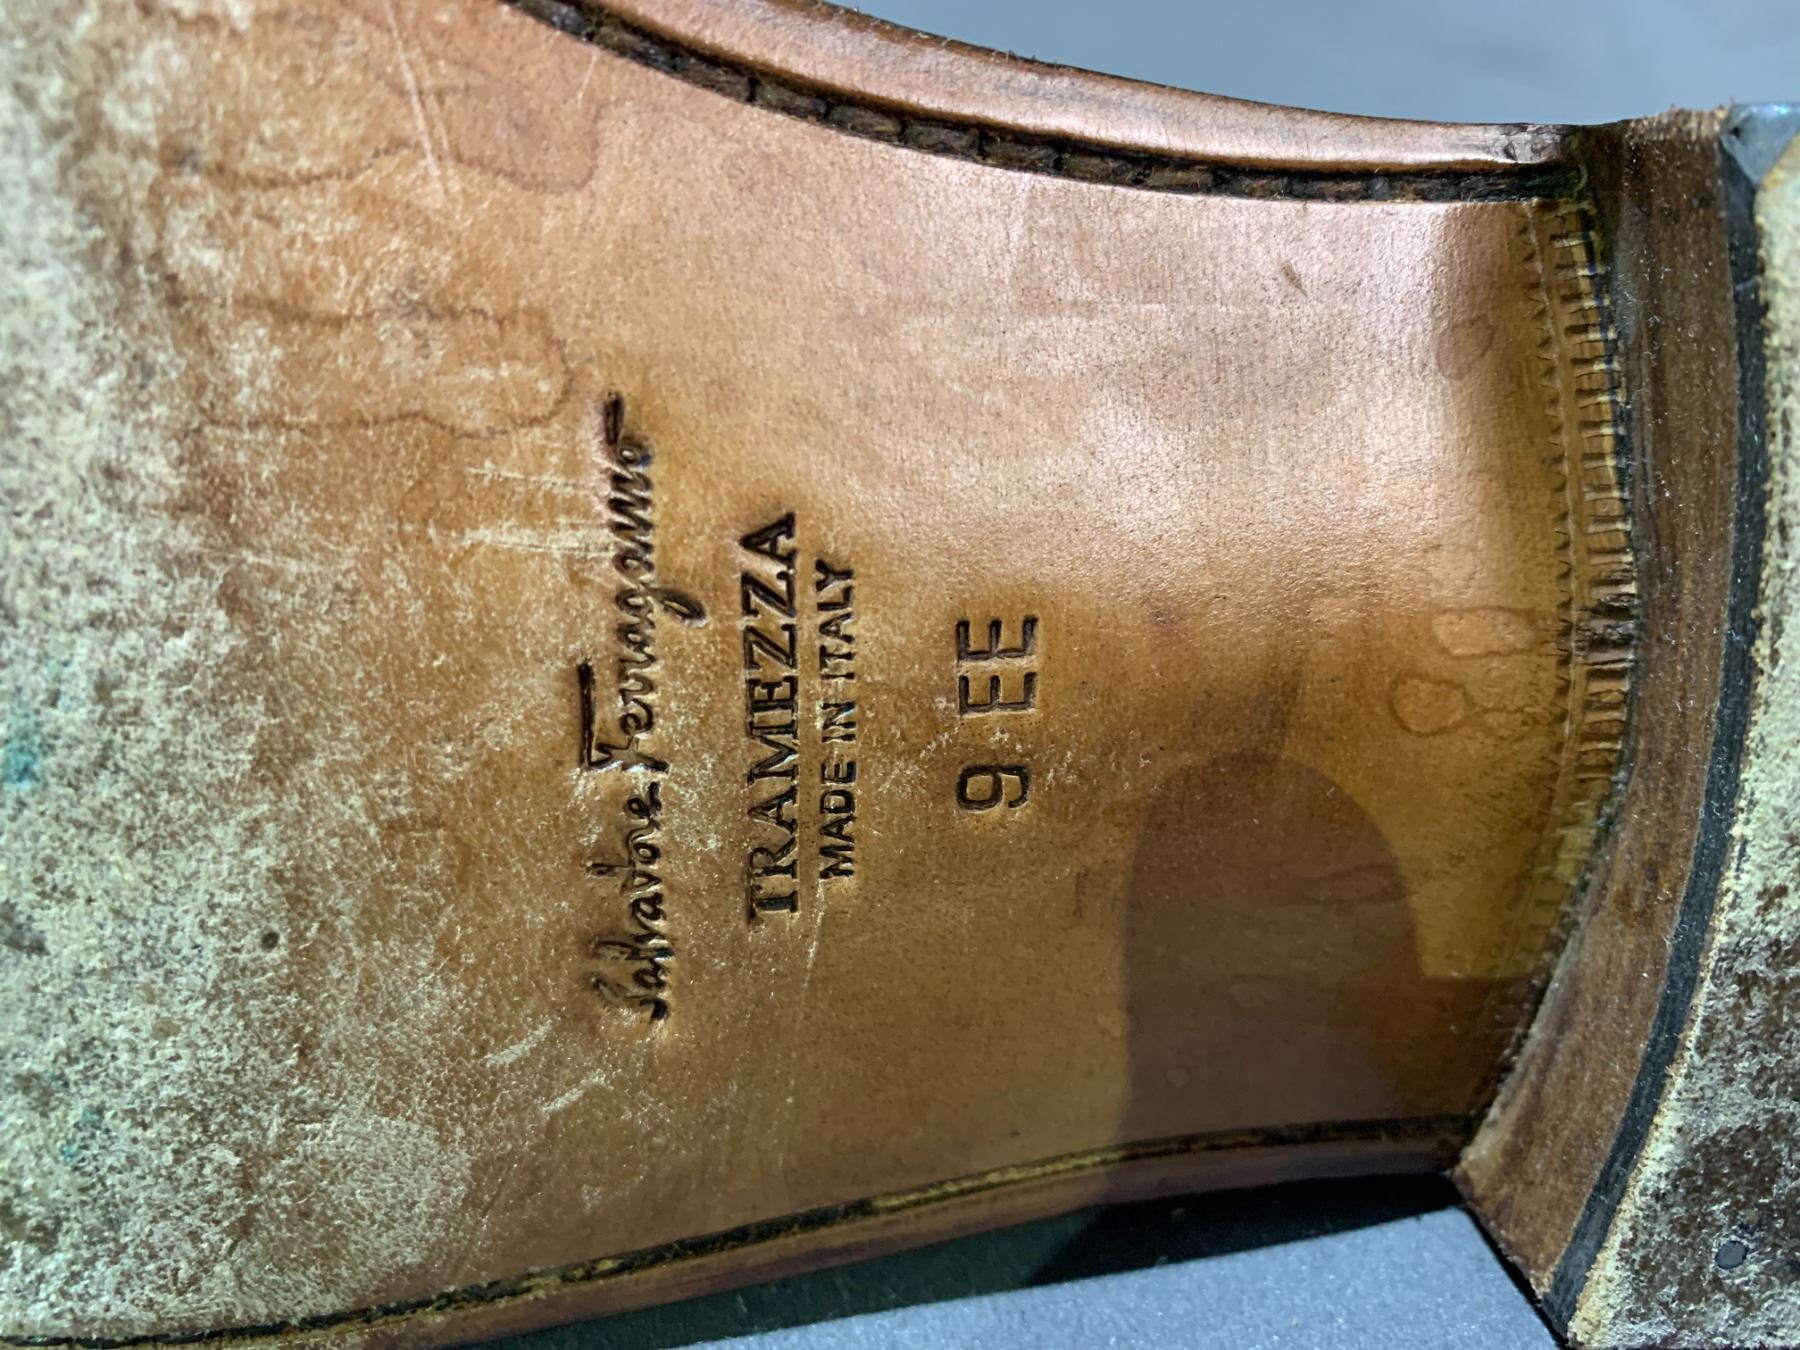 Salvatore Ferragamo
TRAMEZZA
MADE IN ITALY
9 EE